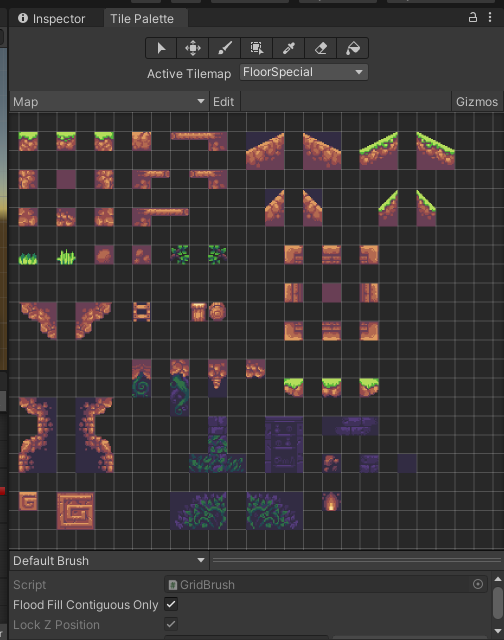 Inspector
Tile Palette
Active Tilemap
FloorSpecial
Map
Edit
Gizmos
Default Brush
Script
GridBrush
Flood Fill Contiguous Only
Lock Z Position